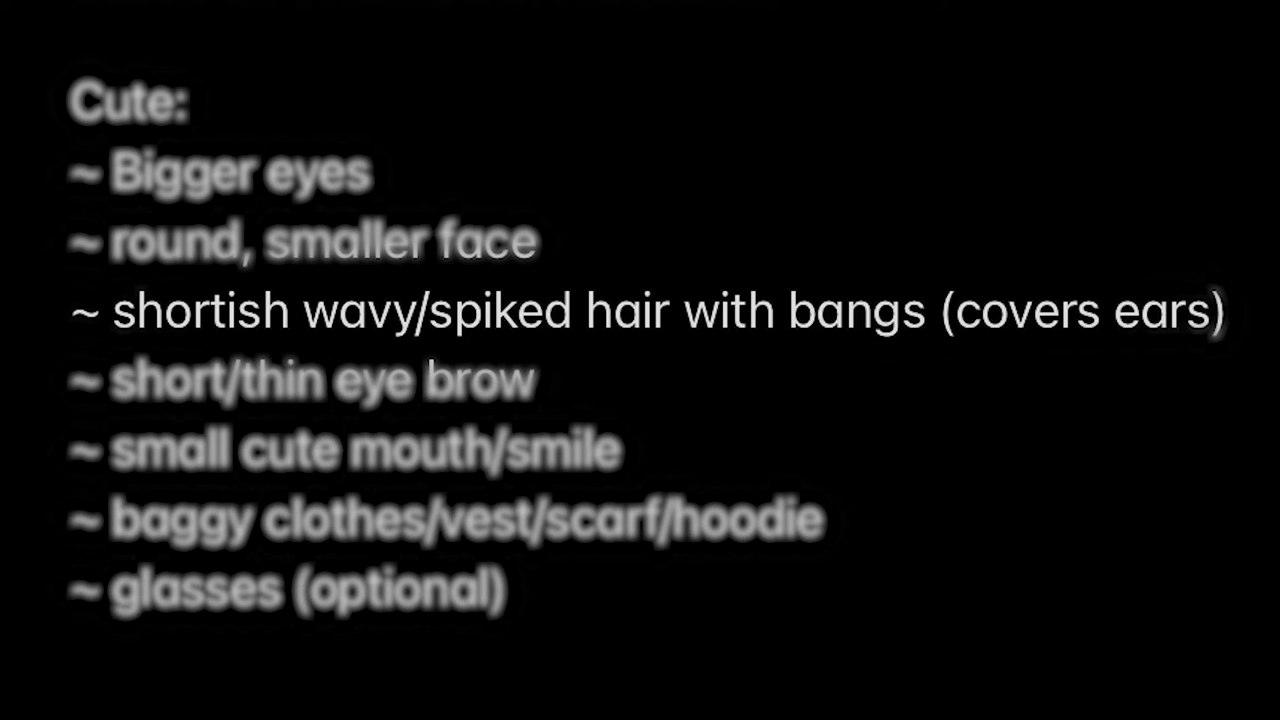 Cute:
~ Bigger eyes
~ round, smaller face
~ shortish wavy/spiked hair with bangs (covers ears)
~ short/thin eye brow
~ small cute mouth/smile
~ baggy clothes/vest/scarf/hoodie
~ glasses (optional)